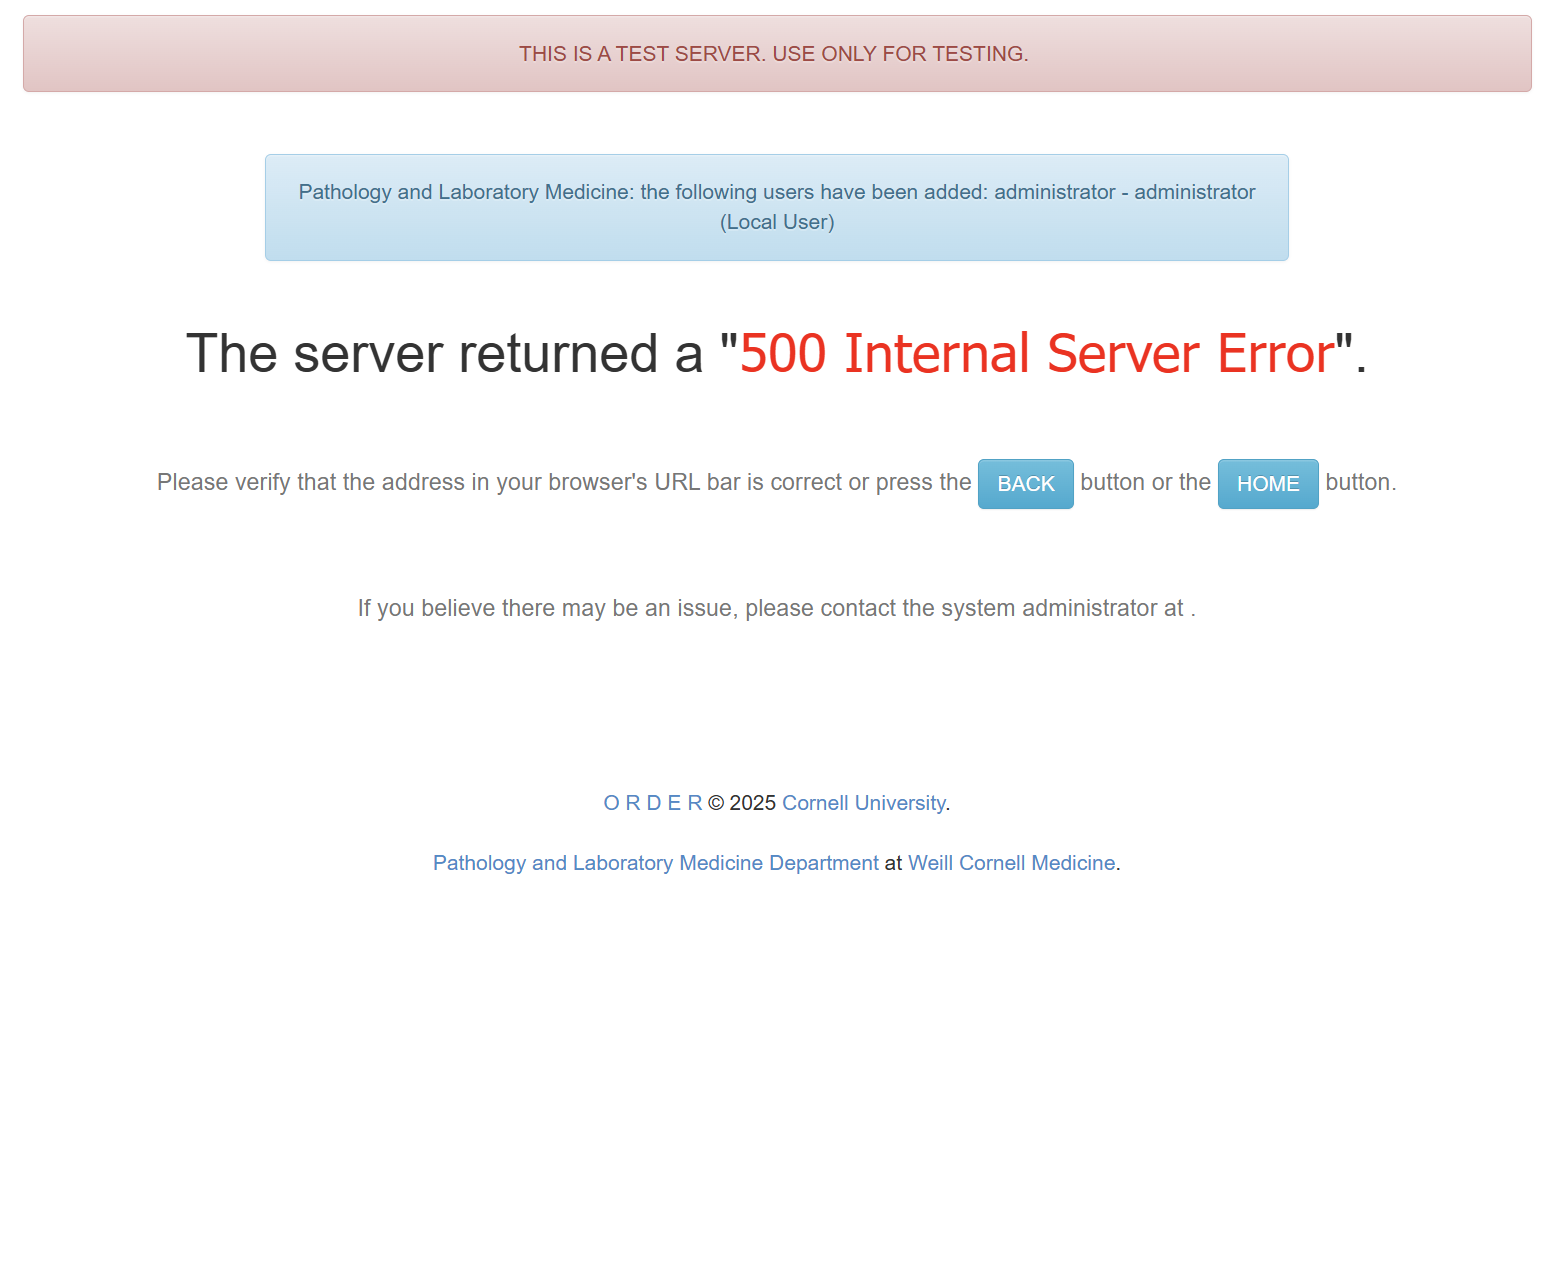 THIS IS A TEST SERVER. USE ONLY FOR TESTING.
Pathology and Laboratory Medicine: the following users have been added: administrator - administrator
(Local User)
The server returned a "500 Internal Server Error".
Please verify that the address in your browser's URL bar is correct or press the BACK button or the HOME button.
If you believe there may be an issue, please contact the system administrator at .
O R D E R © 2025 Cornell University.
Pathology and Laboratory Medicine Department at Weill Cornell Medicine.